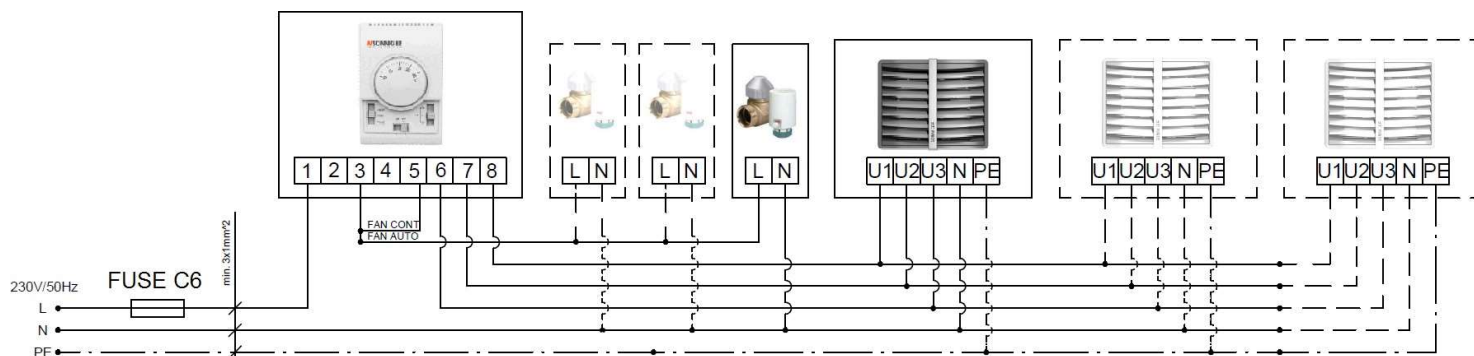 1 2 3 4 5 6 7 8
L N
L N
L N
U1 U2 U3 N PE
U1 U2 U3 N PE
U1 U2 U3 N PE
FAN CONT
FAN AUTO
min. 3x1mm^2
230V/50Hz
FUSE C6
L
N
PE